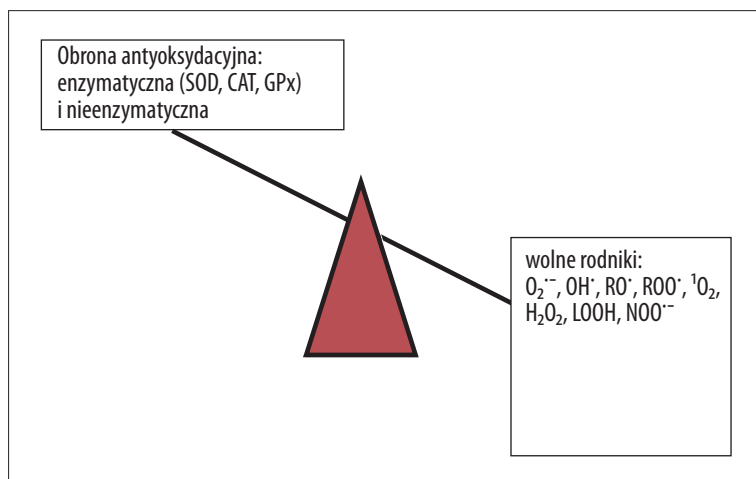 Obrona antyoksydacyjna:
enzymatyczna (SOD, CAT, GPx)
i nieenzymatyczna
wolne rodniki:
O₂˙⁻, OH˙, RO˙, ROO˙, ¹O₂,
H₂O₂, LOOH, NOO˙⁻